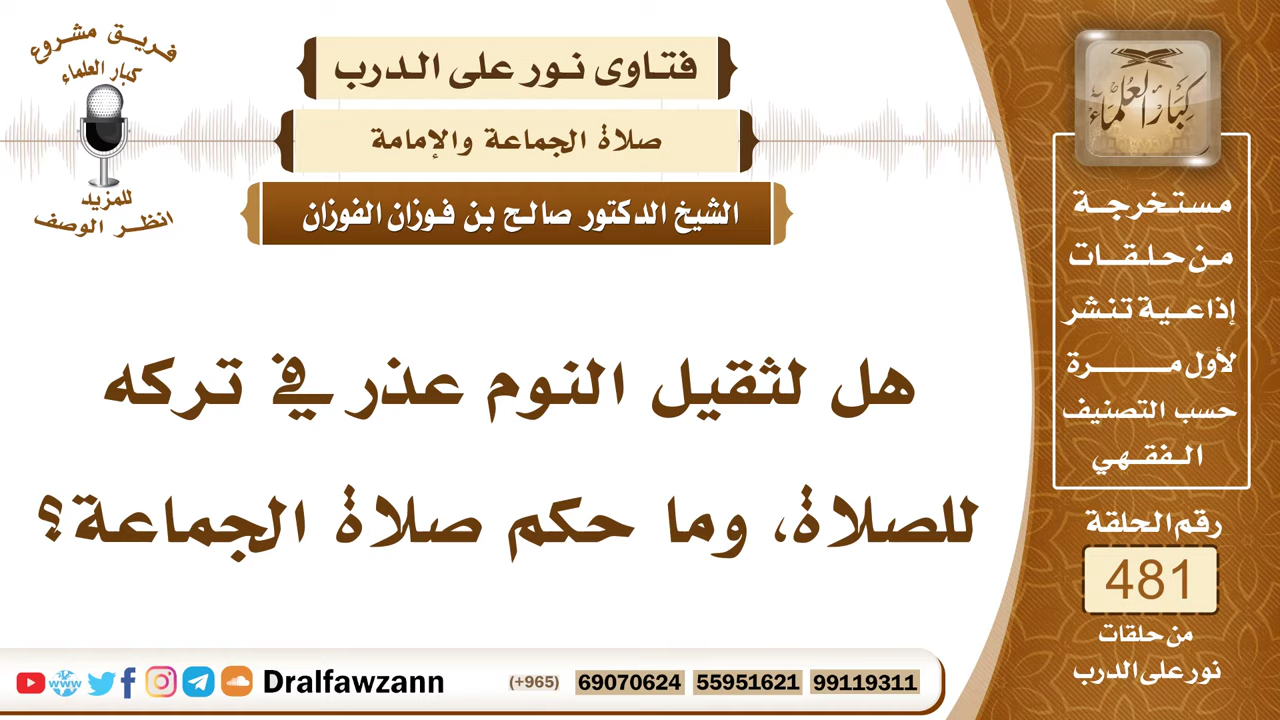 فريق مشروع
كبار العلماء
للمزيد
انظر الوصف
فتاوى نور على الدرب
صلاة الجماعة والإمامة
الشيخ الدكتور صالح بن فوزان الفوزان
هل لثقيل النوم عذر في تركه
للصلاة، وما حكم صلاة الجماعة؟
كبار العلماء
مستخرجة
من حلقات
إذاعية تنشر
لأول مرة
حسب التصنيف
الفقهي
رقم الحلقة
481
من حلقات
نور على الدرب
www Dralfawzann (+965) 69070624 55951621 99119311